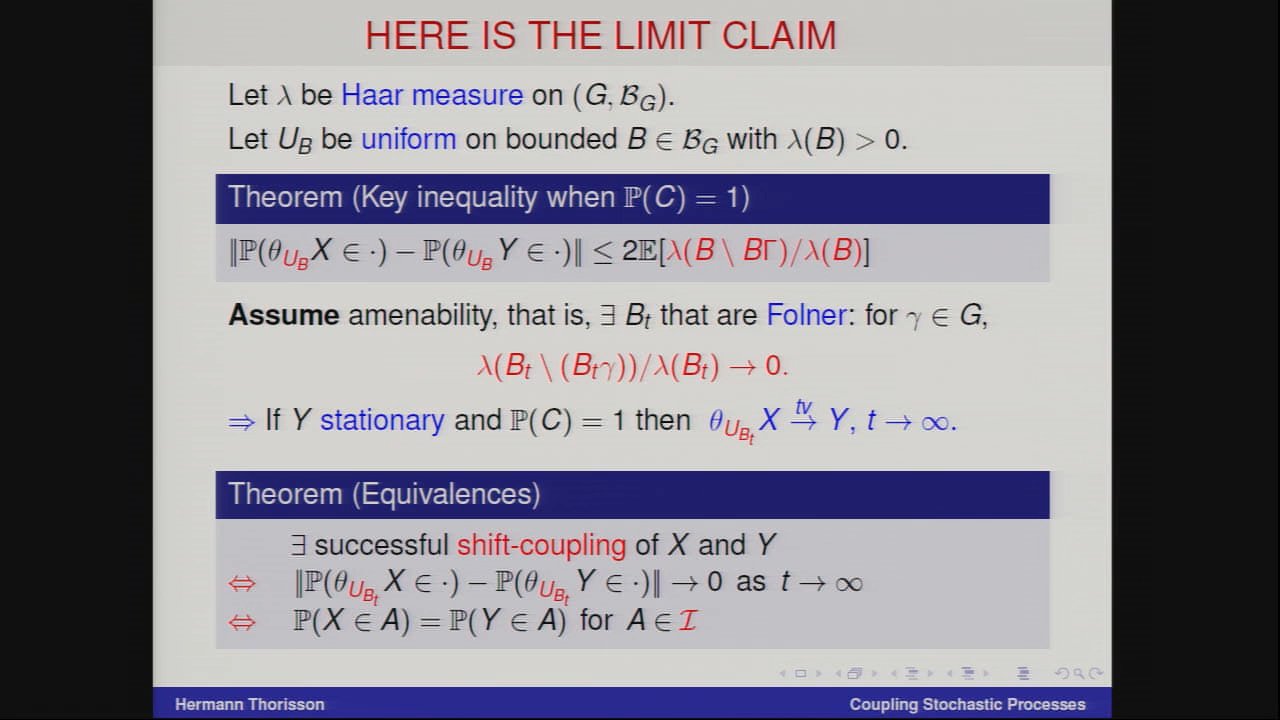 HERE IS THE LIMIT CLAIM
Let λ be Haar measure on (G, 𝓑_G).
Let U_B be uniform on bounded B ∈ 𝓑_G with λ(B) > 0.
Theorem (Key inequality when ℙ(C) = 1)
‖ℙ(θ_{U_B} X ∈ ·) − ℙ(θ_{U_B} Y ∈ ·)‖ ≤ 2𝔼[λ(B \ BΓ)/λ(B)]
Assume amenability, that is, ∃ B_t that are Folner: for γ ∈ G,
λ(B_t \ (B_tγ))/λ(B_t) → 0.
⇒ If Y stationary and ℙ(C) = 1 then θ_{U_{B_t}} X →^{tv} Y, t → ∞.
Theorem (Equivalences)
∃ successful shift-coupling of X and Y
⇔ ‖ℙ(θ_{U_{B_t}} X ∈ ·) − ℙ(θ_{U_{B_t}} Y ∈ ·)‖ → 0 as t → ∞
⇔ ℙ(X ∈ A) = ℙ(Y ∈ A) for A ∈ 𝓘
Hermann Thorisson
Coupling Stochastic Processes